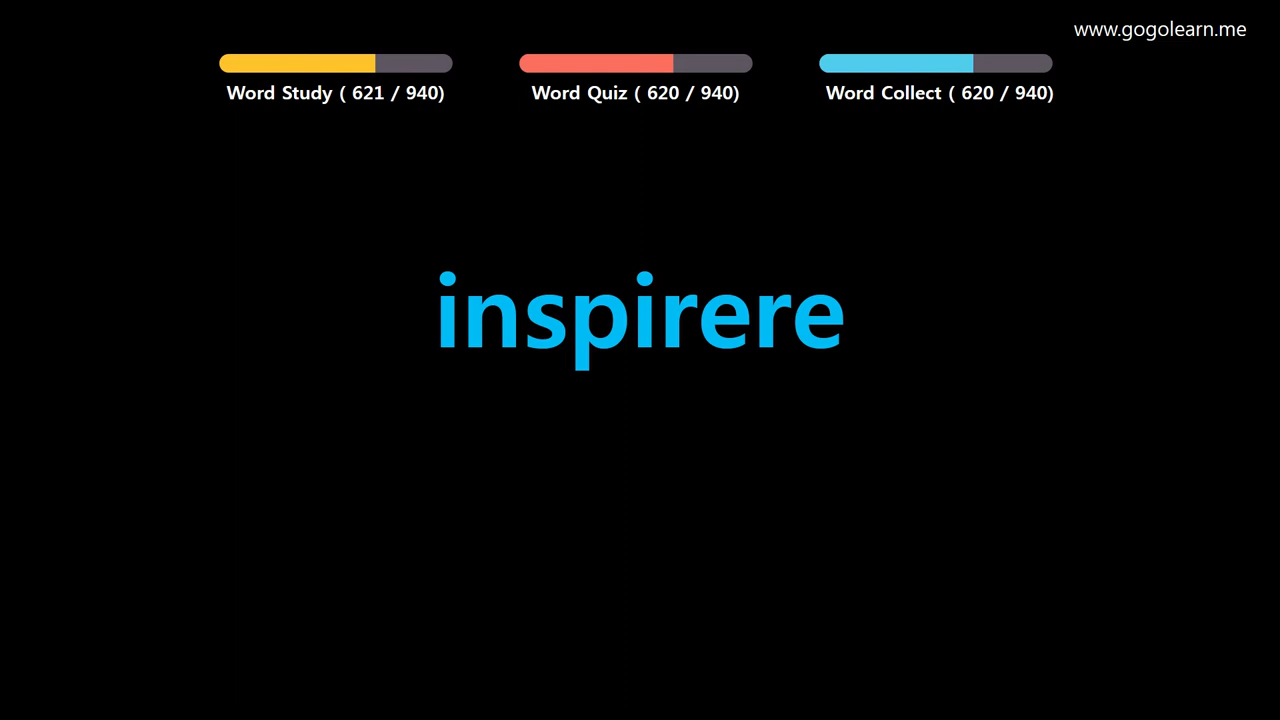 www.gogolearn.me
Word Study ( 621 / 940)
Word Quiz ( 620 / 940)
Word Collect ( 620 / 940)
inspirere